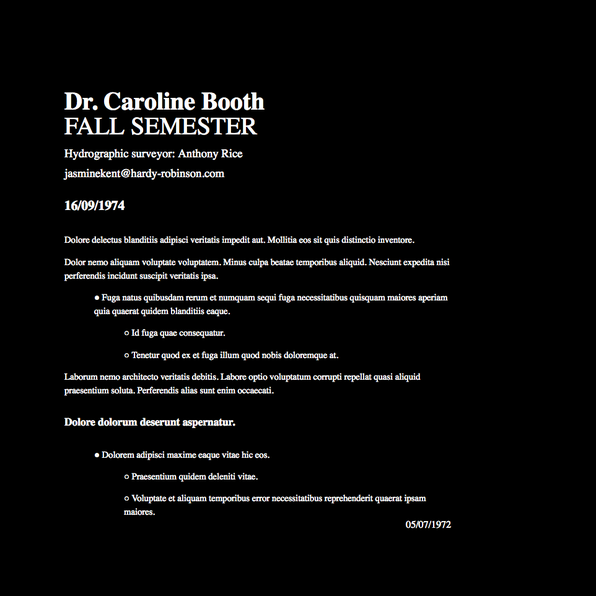 Dr. Caroline Booth
FALL SEMESTER
Hydrographic surveyor: Anthony Rice
jasminekent@hardy-robinson.com
16/09/1974
Dolore delectus blanditiis adipisci veritatis impedit aut. Mollitia eos sit quis distinctio inventore.
Dolor nemo aliquam voluptate voluptatem. Minus culpa beatae temporibus aliquid. Nesciunt expedita nisi
perferendis incidunt suscipit veritatis ipsa.
● Fuga natus quibusdam rerum et numquam sequi fuga necessitatibus quisquam maiores aperiam
quia quaerat quidem blanditiis eaque.
○ Id fuga quae consequatur.
○ Tenetur quod ex et fuga illum quod nobis doloremque at.
Laborum nemo architecto veritatis debitis. Labore optio voluptatum corrupti repellat quasi aliquid
praesentium soluta. Perferendis alias sunt enim occaecati.
Dolore dolorum deserunt aspernatur.
● Dolorem adipisci maxime eaque vitae hic eos.
○ Praesentium quidem deleniti vitae.
○ Voluptate et aliquam temporibus error necessitatibus reprehenderit quaerat ipsam
maiores.
05/07/1972